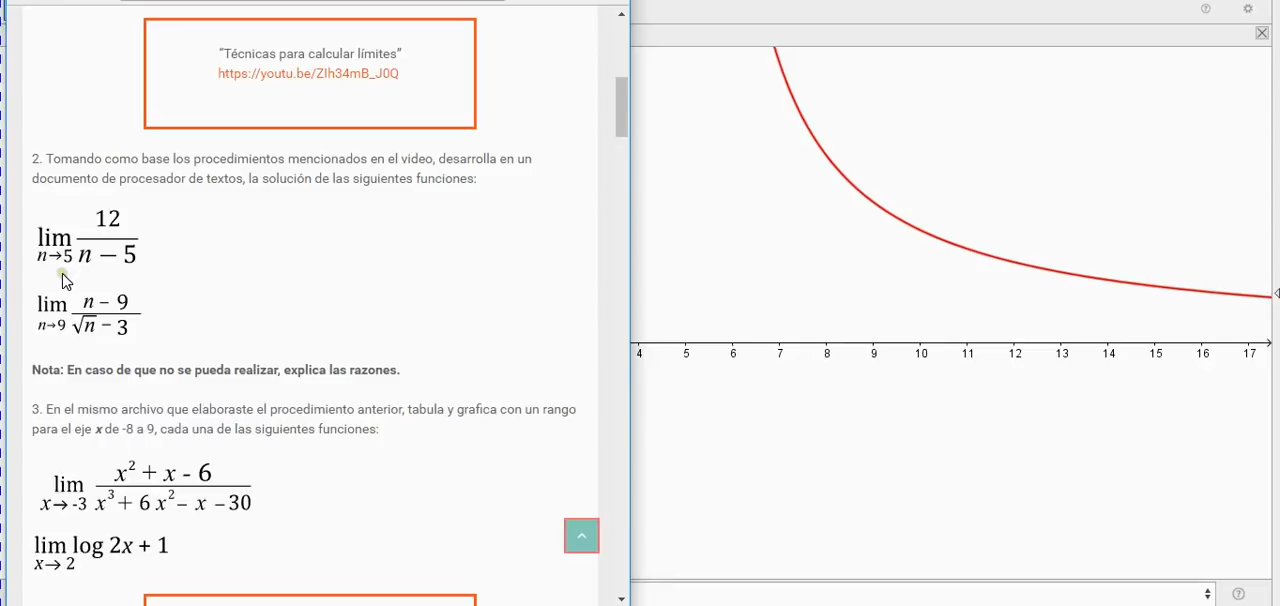 “Técnicas para calcular límites”
https://youtu.be/ZIh34mB_J0Q
2. Tomando como base los procedimientos mencionados en el video, desarrolla en un
documento de procesador de textos, la solución de las siguientes funciones:
lim n→5 12 / (n − 5)
lim n→9 (n − 9) / (√n − 3)
Nota: En caso de que no se pueda realizar, explica las razones.
3. En el mismo archivo que elaboraste el procedimiento anterior, tabula y grafica con un rango
para el eje x de -8 a 9, cada una de las siguientes funciones:
lim x→ -3 (x² + x - 6) / (x³ + 6 x² − x − 30)
lim x→ 2 log 2x + 1
4 5 6 7 8 9 10 11 12 13 14 15 16 17